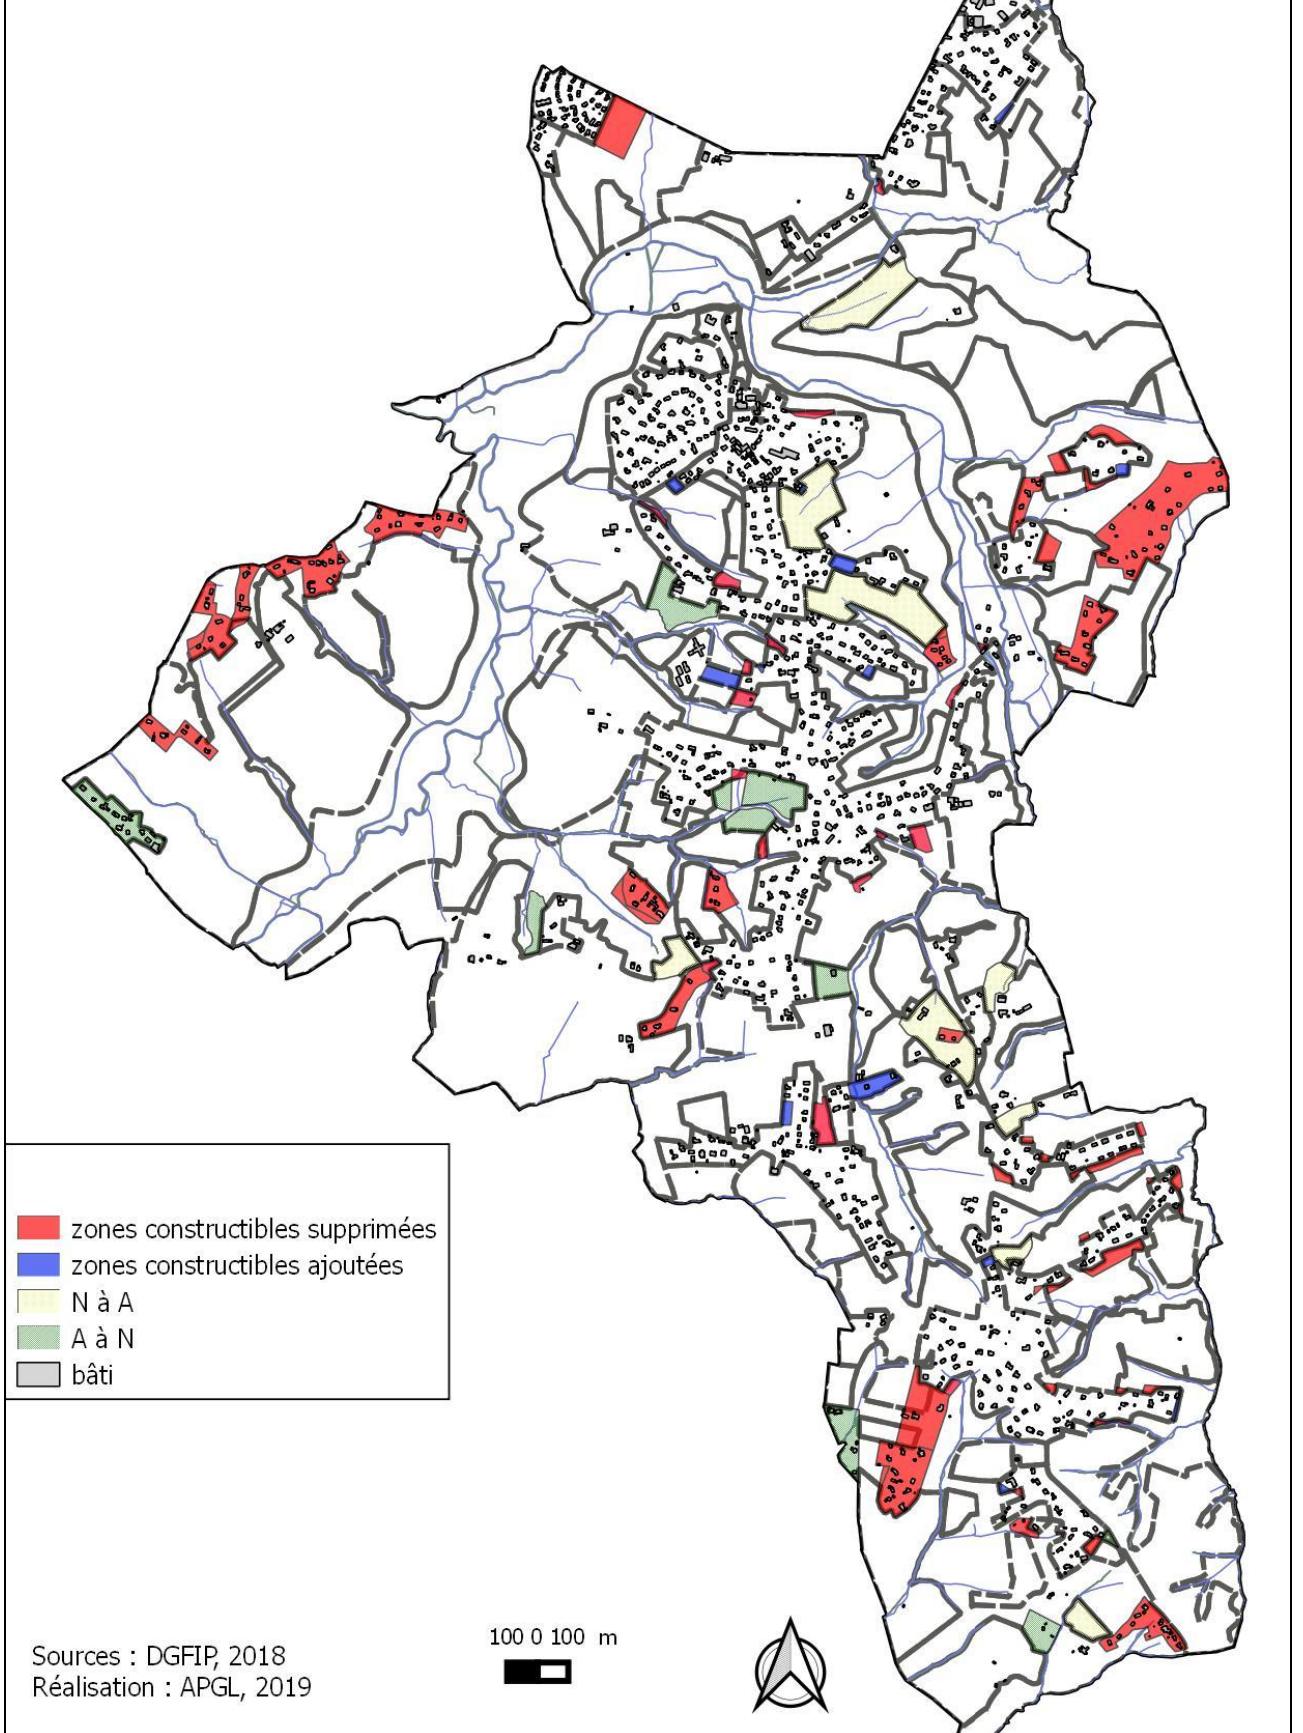 zones constructibles supprimées
zones constructibles ajoutées
N à A
A à N
bâti
Sources : DGFIP, 2018
Réalisation : APGL, 2019
100 0 100 m